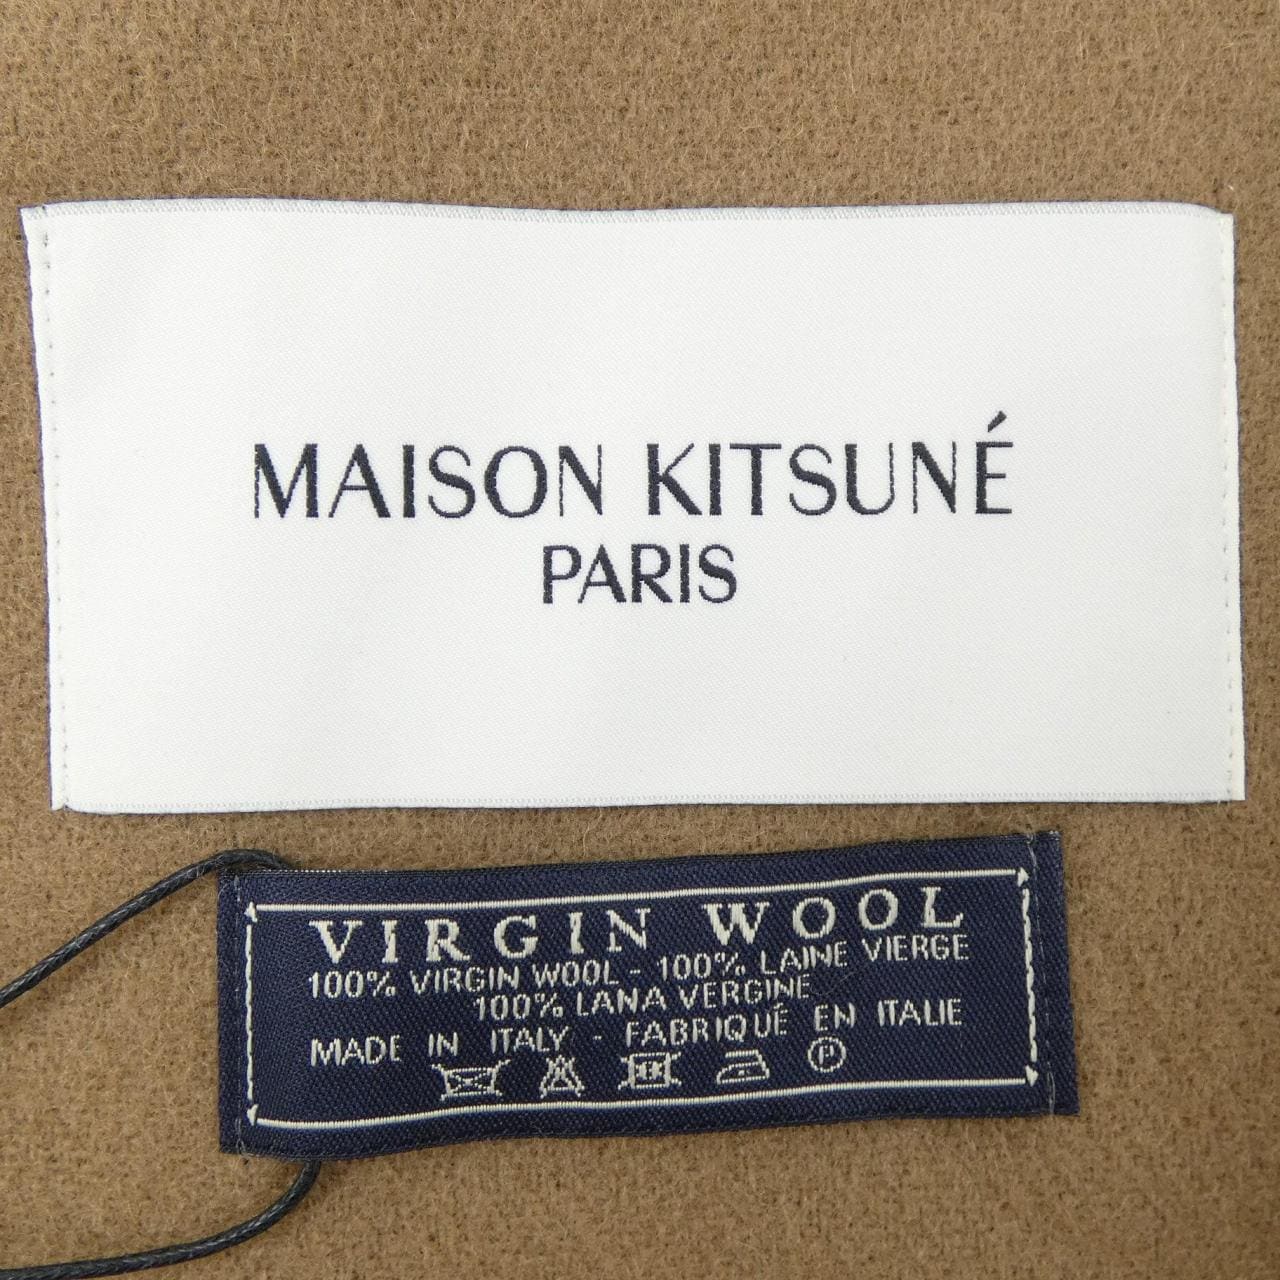 MAISON KITSUNÉ
PARIS
VIRGIN WOOL
100% VIRGIN WOOL - 100% LAINE VIERGE
100% LANA VERGINE
MADE IN ITALY - FABRIQUÉ EN ITALIE
P